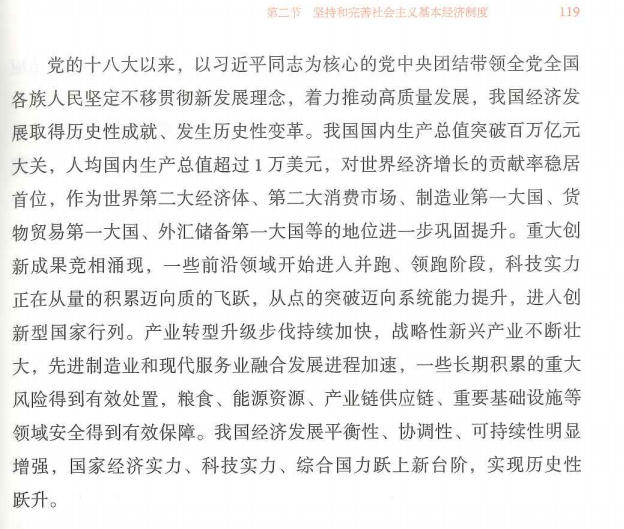 第二节 坚持和完善社会主义基本经济制度 119
党的十八大以来，以习近平同志为核心的党中央团结带领全党全国
各族人民坚定不移贯彻新发展理念，着力推动高质量发展，我国经济发
展取得历史性成就、发生历史性变革。我国国内生产总值突破百万亿元
大关，人均国内生产总值超过1万美元，对世界经济增长的贡献率稳居
首位，作为世界第二大经济体、第二大消费市场、制造业第一大国、货
物贸易第一大国、外汇储备第一大国等的地位进一步巩固提升。重大创
新成果竞相涌现，一些前沿领域开始进入并跑、领跑阶段，科技实力
正在从量的积累迈向质的飞跃，从点的突破迈向系统能力提升，进入创
新型国家行列。产业转型升级步伐持续加快，战略性新兴产业不断壮
大，先进制造业和现代服务业融合发展进程加速，一些长期积累的重大
风险得到有效处置，粮食、能源资源、产业链供应链、重要基础设施等
领域安全得到有效保障。我国经济发展平衡性、协调性、可持续性明显
增强，国家经济实力、科技实力、综合国力跃上新台阶，实现历史性
跃升。